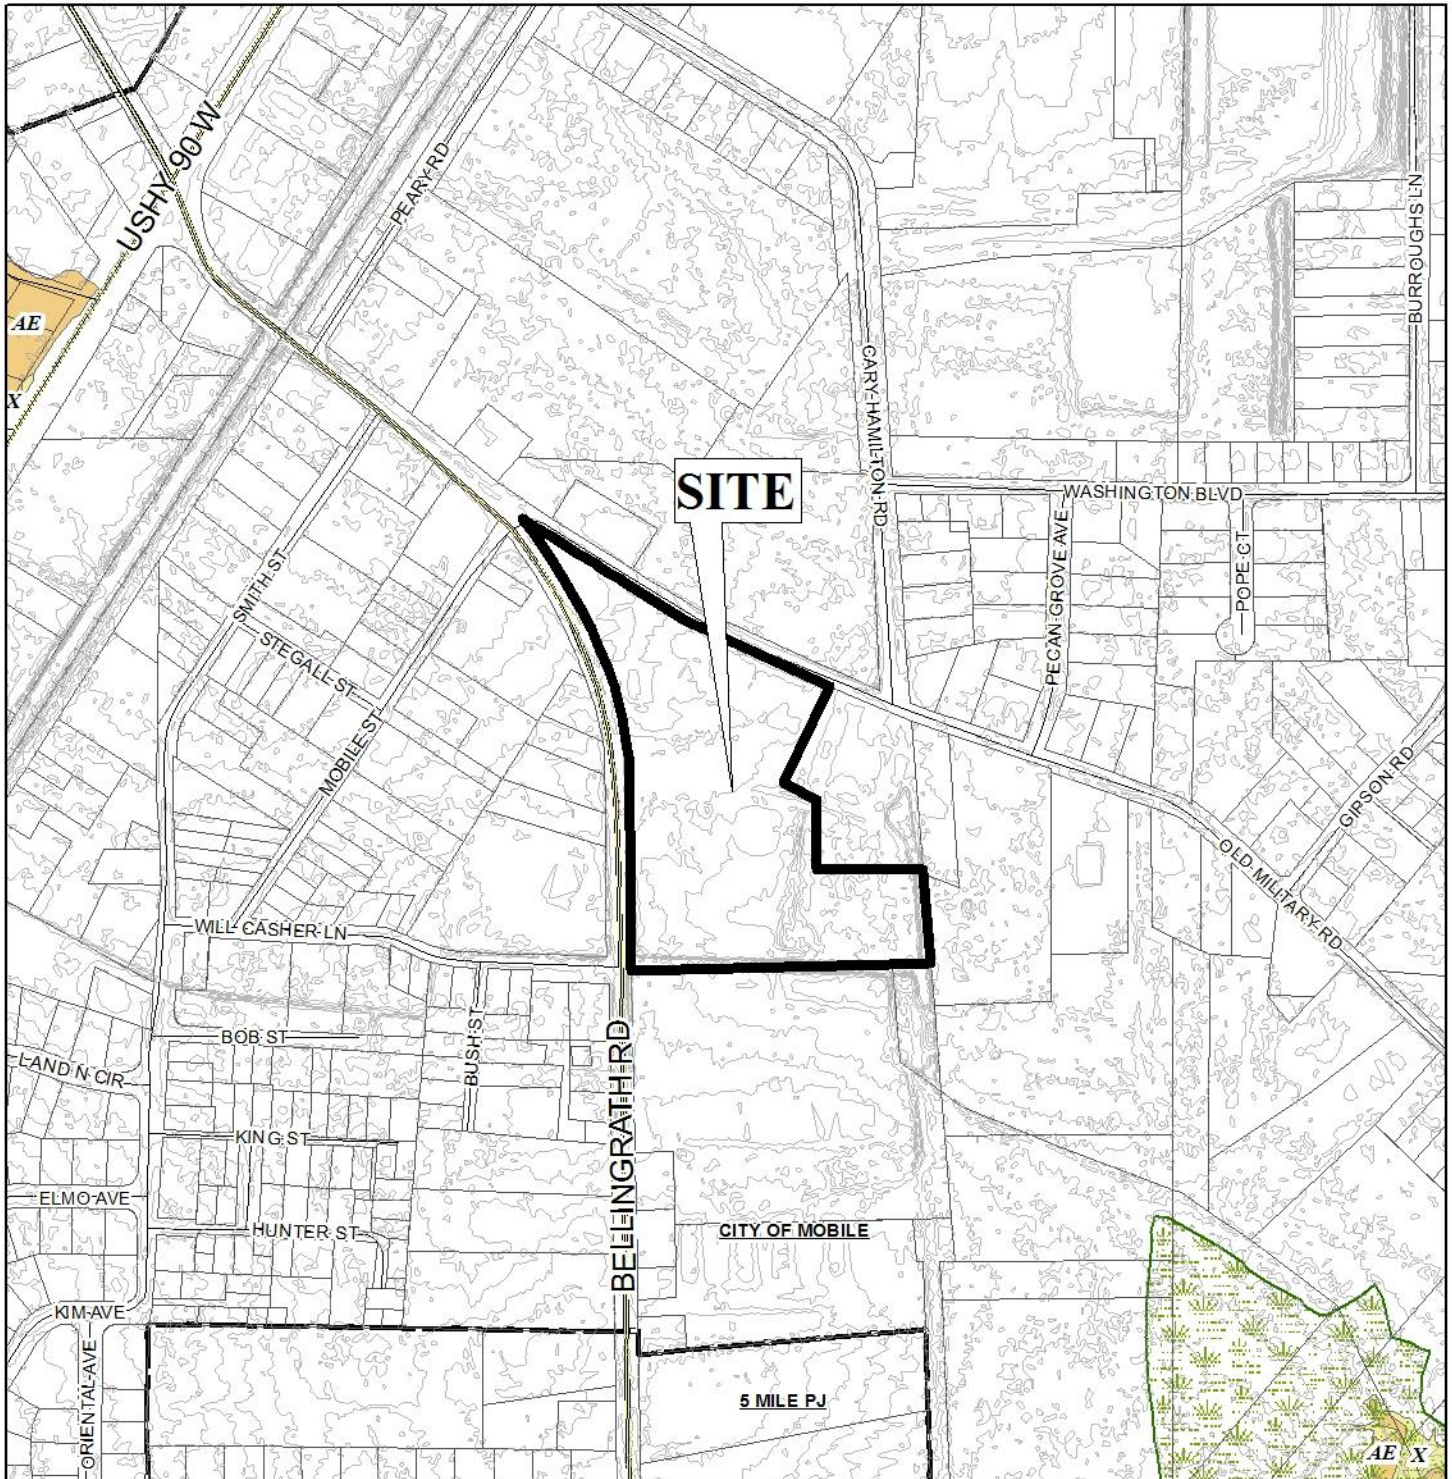 USHY 90 W
PEARY RD
BURROUGHS LN
AE
X
CARY HAMILTON RD
SITE
WASHINGTON BLVD
PECAN GROVE AVE
POPE CT
SMITH ST
STEGALL ST
MOBILE ST
GIPSON RD
OLD MILITARY RD
WILL CASHER LN
BOB ST
BUSH ST
LAND N CIR
BELLINGRATH RD
KING ST
ELMO AVE
HUNTER ST
CITY OF MOBILE
KIM AVE
ORIENTAL AVE
5 MILE PJ
AE X